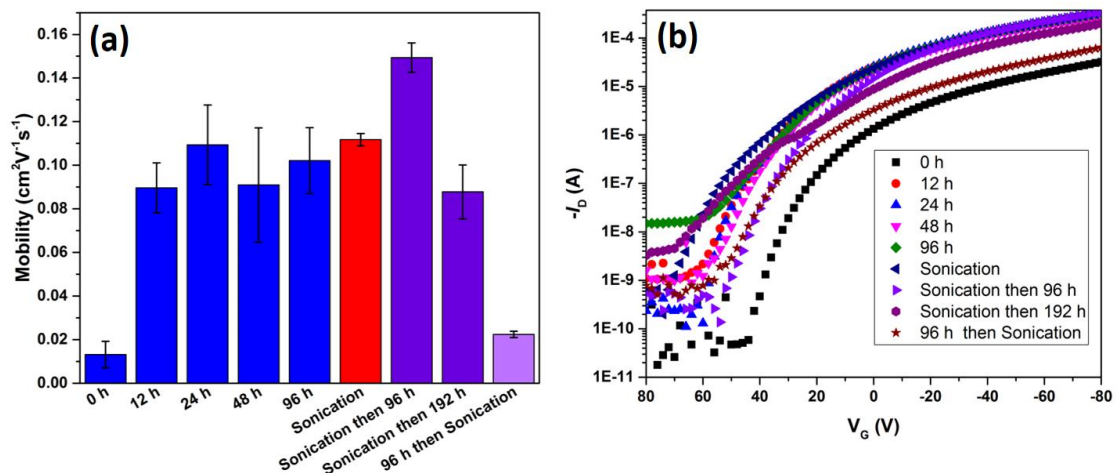 (a)
Mobility (cm²V⁻¹s⁻¹)
0.16
0.14
0.12
0.10
0.08
0.06
0.04
0.02
0.00
0 h
12 h
24 h
48 h
96 h
Sonication
Sonication then 96 h
Sonication then 192 h
96 h then Sonication
(b)
-I_D (A)
1E-4
1E-5
1E-6
1E-7
1E-8
1E-9
1E-10
1E-11
0 h
12 h
24 h
48 h
96 h
Sonication
Sonication then 96 h
Sonication then 192 h
96 h then Sonication
80 60 40 20 0 -20 -40 -60 -80
V_G (V)